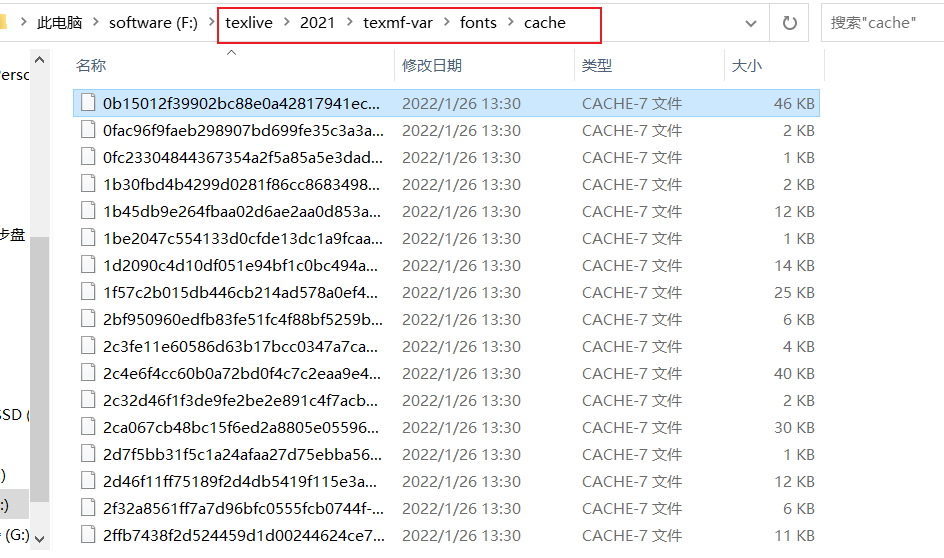 此电脑 > software (F:) > texlive > 2021 > texmf-var > fonts > cache 搜索"cache"
名称 修改日期 类型 大小
0b15012f39902bc88e0a42817941ec... 2022/1/26 13:30 CACHE-7 文件 46 KB
0fac96f9faeb298907bd699fe35c3a3a... 2022/1/26 13:30 CACHE-7 文件 2 KB
0fc23304844367354a2f5a85a5e3dad... 2022/1/26 13:30 CACHE-7 文件 1 KB
1b30fbd4b4299d0281f86cc8683498... 2022/1/26 13:30 CACHE-7 文件 2 KB
1b45db9e264fbaa02d6ae2aa0d853a... 2022/1/26 13:30 CACHE-7 文件 12 KB
1be2047c554133d0cfde13dc1a9fcaa... 2022/1/26 13:30 CACHE-7 文件 1 KB
1d2090c4d10df051e94bf1c0bc494a... 2022/1/26 13:30 CACHE-7 文件 14 KB
1f57c2b015db446cb214ad578a0ef4... 2022/1/26 13:30 CACHE-7 文件 25 KB
2bf950960edfb83fe51fc4f88bf5259b... 2022/1/26 13:30 CACHE-7 文件 6 KB
2c3fe11e60586d63b17bcc0347a7ca... 2022/1/26 13:30 CACHE-7 文件 4 KB
2c4e6f4cc60b0a72bd0f4c7c2eaa9e4... 2022/1/26 13:30 CACHE-7 文件 40 KB
2c32d46f1f3de9fe2be2e891c4f7acb... 2022/1/26 13:30 CACHE-7 文件 2 KB
2ca067cb48bc15f6ed2a8805e05596... 2022/1/26 13:30 CACHE-7 文件 30 KB
2d7f5bb31f5c1a24afaa27d75ebba56... 2022/1/26 13:30 CACHE-7 文件 1 KB
2d46f11ff75189f2d4db5419f115e3a... 2022/1/26 13:30 CACHE-7 文件 12 KB
2f32a8561ff7a7d96bfc0555fcb0744f-... 2022/1/26 13:30 CACHE-7 文件 6 KB
2ffb7438f2d524459d1d00244624ce7... 2022/1/26 13:30 CACHE-7 文件 11 KB
步盘
SSD (
:)
(G:)